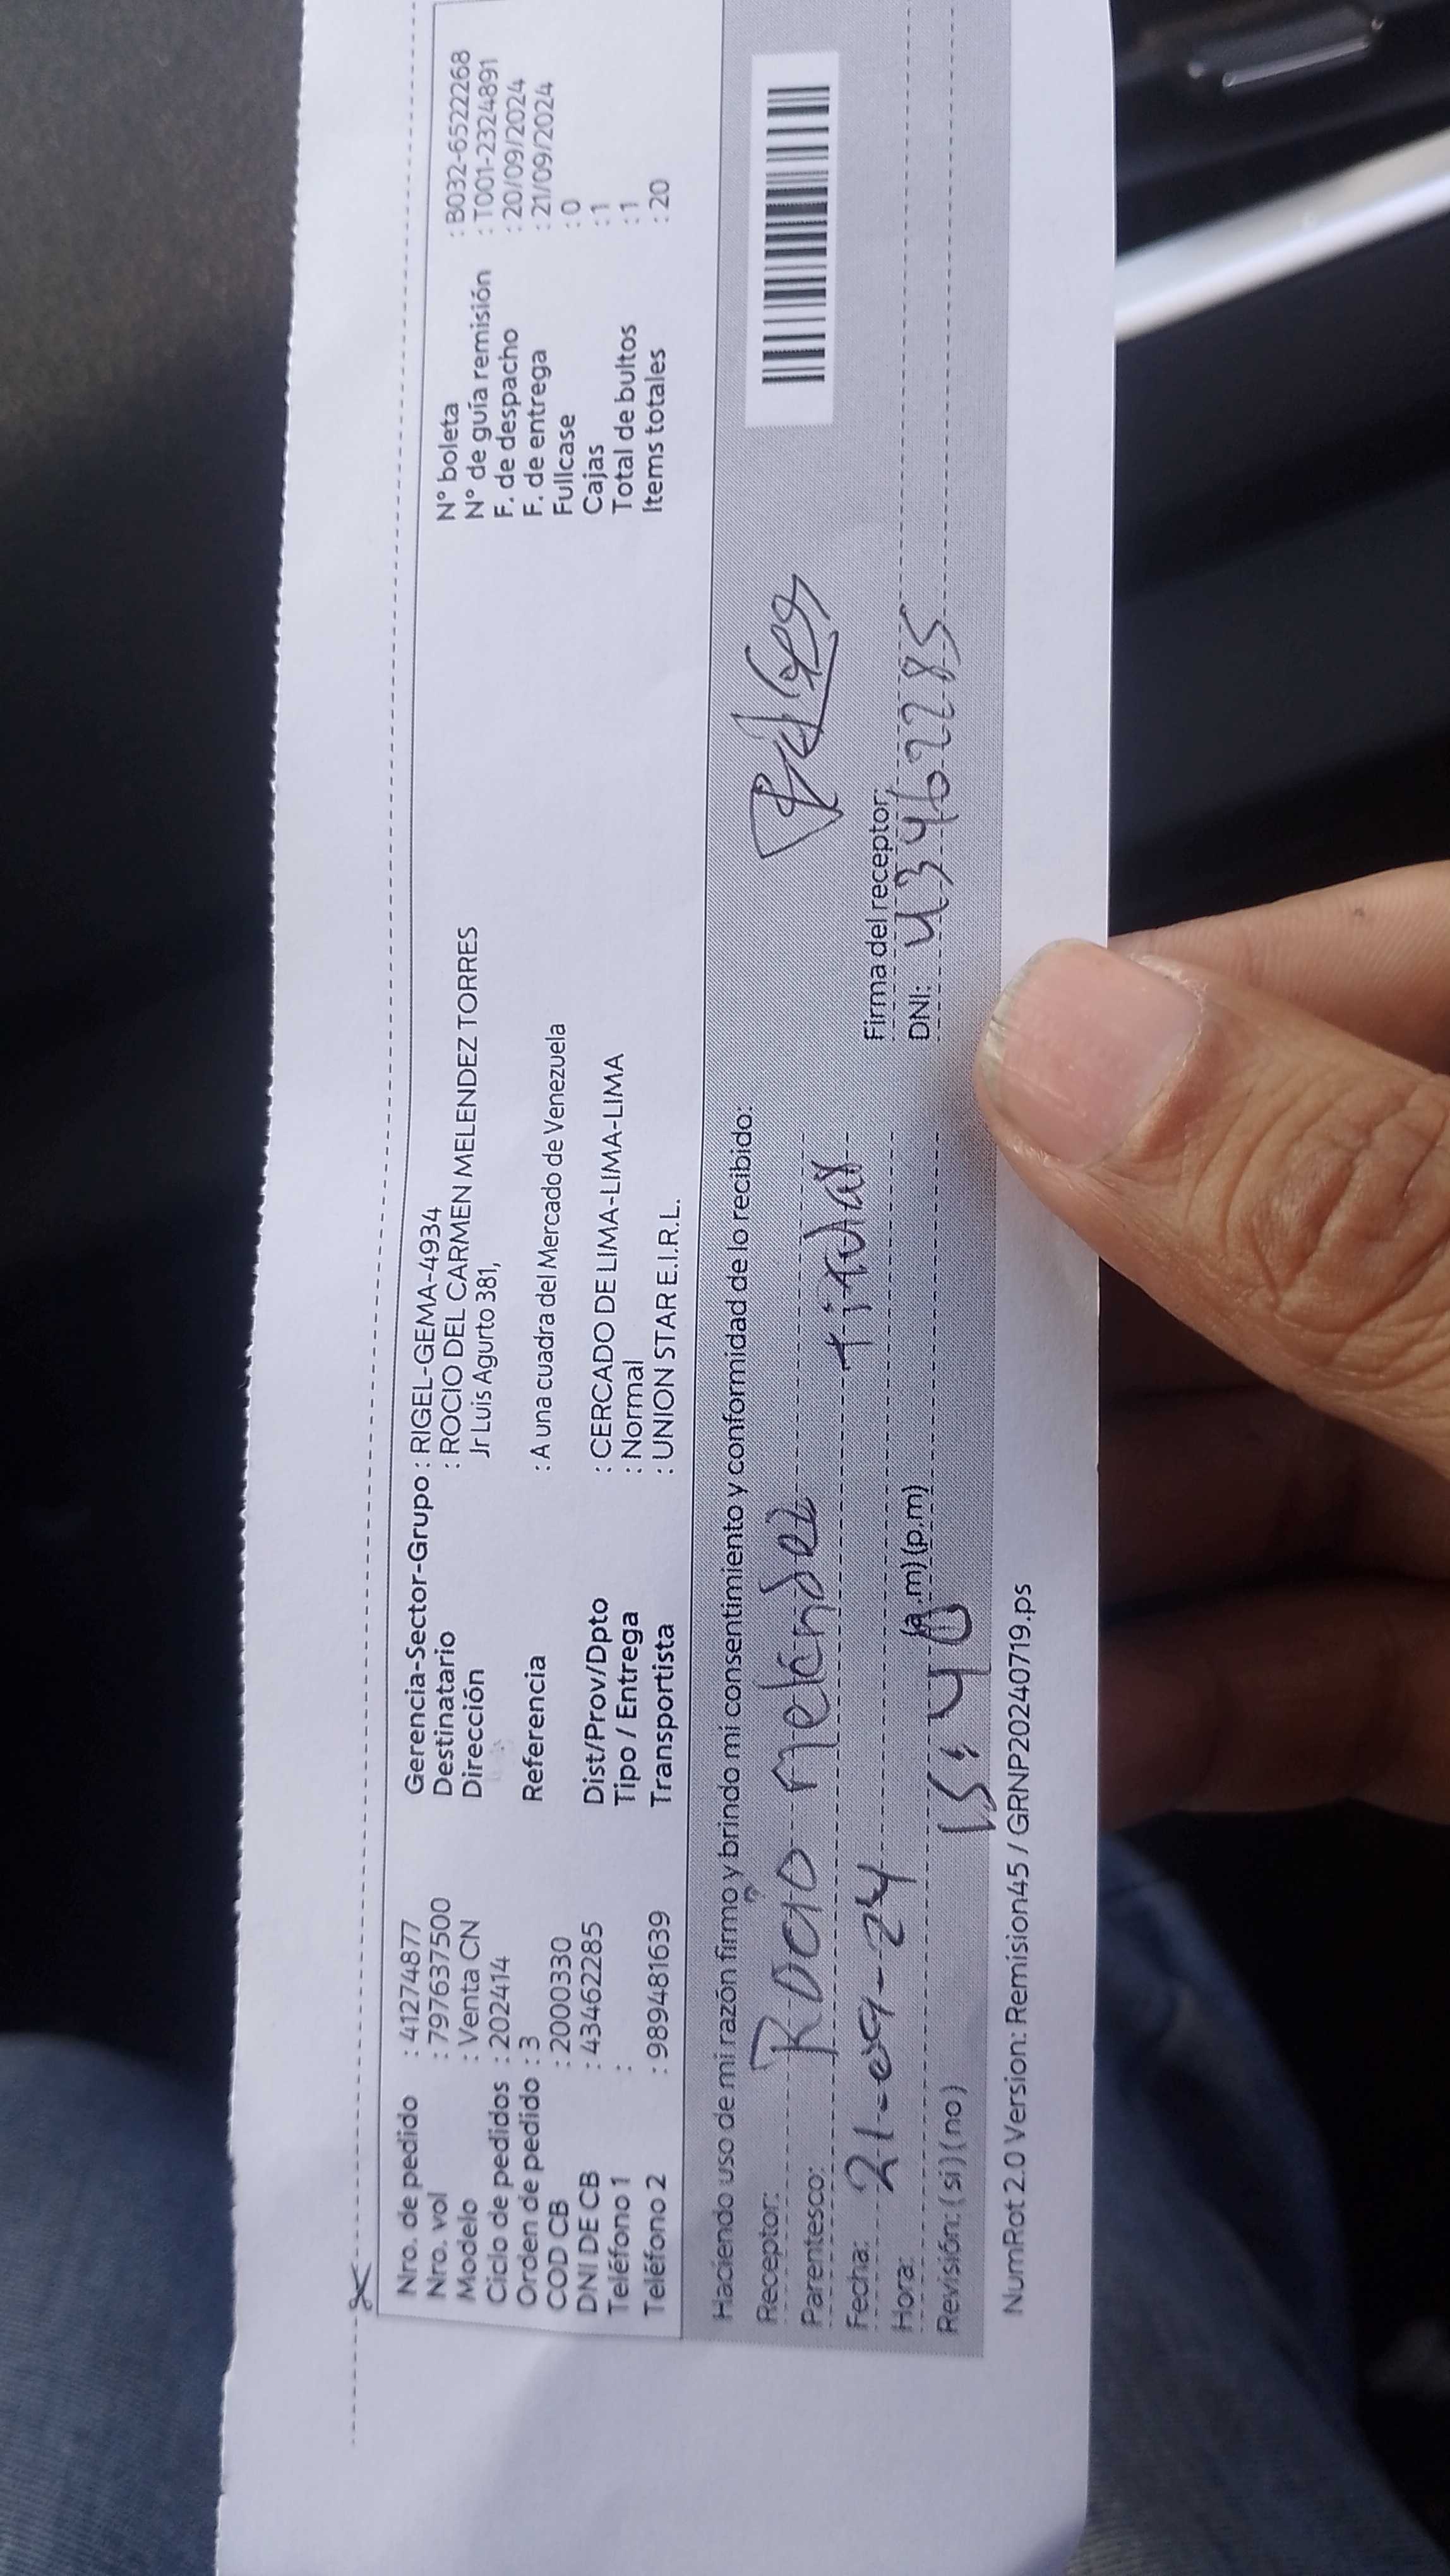 Nro. de pedido : 41274877 Gerencia-Sector-Grupo : RIGEL-GEMA-4934 N° boleta : B032-65222268
Nro. vol : 797637500 Destinatario : ROCIO DEL CARMEN MELENDEZ TORRES N° de guía remisión : T001-2324891
Modelo : Venta CN Dirección Jr Luis Agurto 381, F. de despacho : 20/09/2024
Ciclo de pedidos : 202414 F. de entrega : 21/09/2024
Orden de pedido : 3 Referencia : A una cuadra del Mercado de Venezuela Fullcase : 0
COD CB : 2000330 Cajas : 1
DNI DE CB : 43462285 Dist/Prov/Dpto : CERCADO DE LIMA-LIMA-LIMA Total de bultos : 1
Teléfono 1 : Tipo / Entrega : Normal Items totales : 20
Teléfono 2 : 989481639 Transportista : UNION STAR E.I.R.L.
Haciendo uso de mi razón firmo y brindo mi consentimiento y conformidad de lo recibido:
Receptor: Rocio Melendez
Parentesco: titular
Fecha: 21-09-24 Firma del receptor:
Hora: 15:40 (a.m) (p.m) DNI: 43462285
Revisión: ( si ) ( no )
NumRot 2.0 Version: Remision45 / GRNP20240719.ps